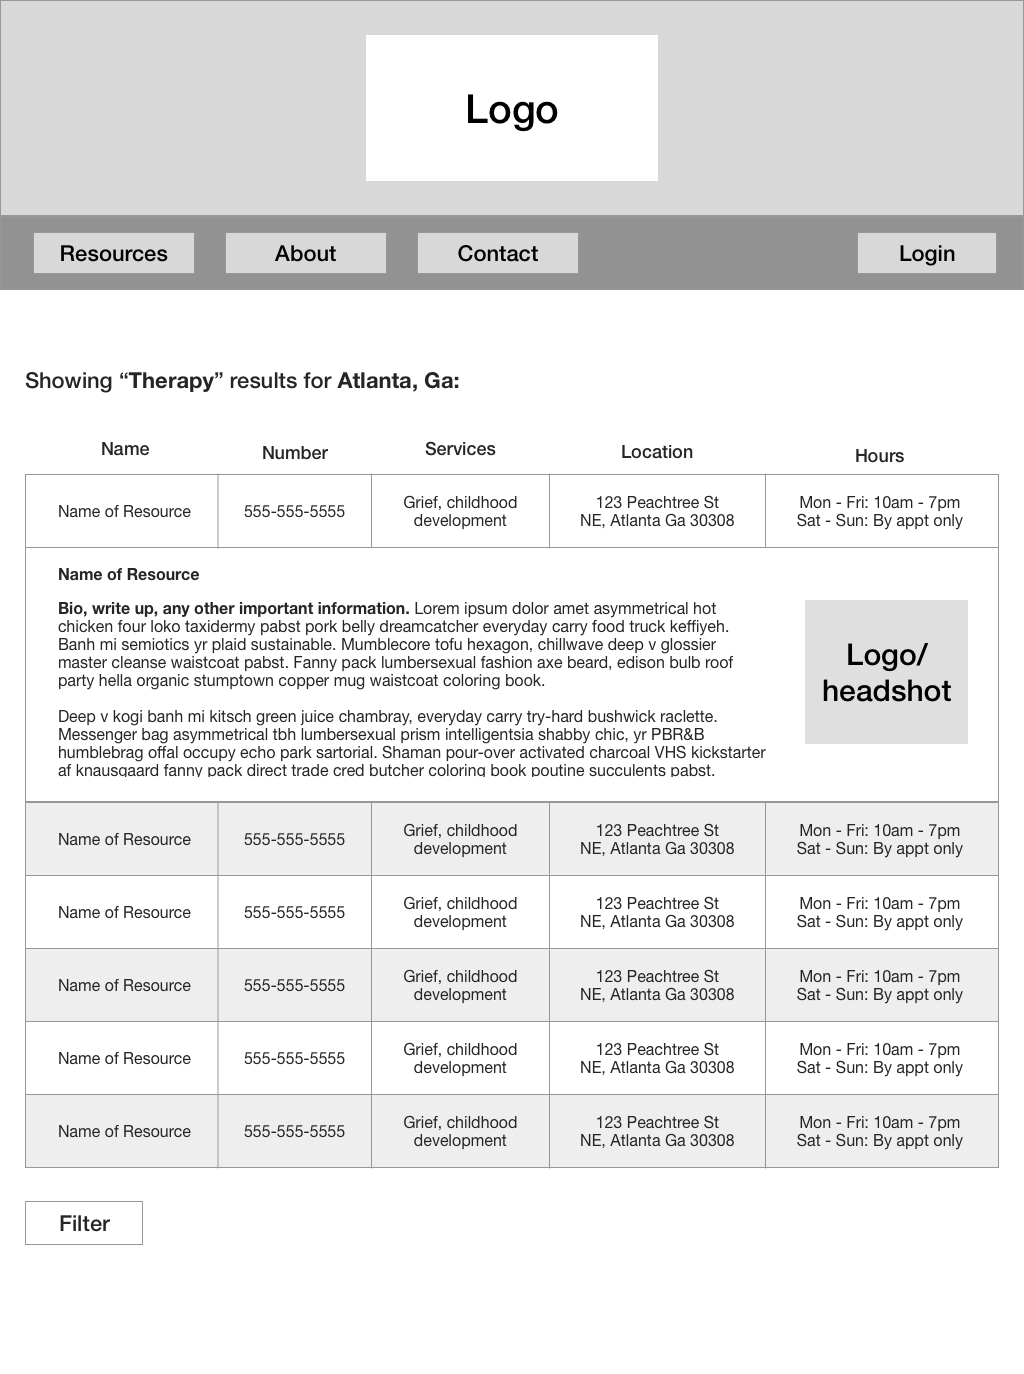 Logo
Resources About Contact Login
Showing “Therapy” results for Atlanta, Ga:
Name Number Services Location Hours
Name of Resource 555-555-5555 Grief, childhood development 123 Peachtree St NE, Atlanta Ga 30308 Mon - Fri: 10am - 7pm Sat - Sun: By appt only
Name of Resource
Bio, write up, any other important information. Lorem ipsum dolor amet asymmetrical hot
chicken four loko taxidermy pabst pork belly dreamcatcher everyday carry food truck keffiyeh.
Banh mi semiotics yr plaid sustainable. Mumblecore tofu hexagon, chillwave deep v glossier
master cleanse waistcoat pabst. Fanny pack lumbersexual fashion axe beard, edison bulb roof
party hella organic stumptown copper mug waistcoat coloring book.
Deep v kogi banh mi kitsch green juice chambray, everyday carry try-hard bushwick raclette.
Messenger bag asymmetrical tbh lumbersexual prism intelligentsia shabby chic, yr PBR&B
humblebrag offal occupy echo park sartorial. Shaman pour-over activated charcoal VHS kickstarter
af knausgaard fanny pack direct trade cred butcher coloring book poutine succulents pabst.
Logo/
headshot
Name of Resource 555-555-5555 Grief, childhood development 123 Peachtree St NE, Atlanta Ga 30308 Mon - Fri: 10am - 7pm Sat - Sun: By appt only
Name of Resource 555-555-5555 Grief, childhood development 123 Peachtree St NE, Atlanta Ga 30308 Mon - Fri: 10am - 7pm Sat - Sun: By appt only
Name of Resource 555-555-5555 Grief, childhood development 123 Peachtree St NE, Atlanta Ga 30308 Mon - Fri: 10am - 7pm Sat - Sun: By appt only
Name of Resource 555-555-5555 Grief, childhood development 123 Peachtree St NE, Atlanta Ga 30308 Mon - Fri: 10am - 7pm Sat - Sun: By appt only
Name of Resource 555-555-5555 Grief, childhood development 123 Peachtree St NE, Atlanta Ga 30308 Mon - Fri: 10am - 7pm Sat - Sun: By appt only
Filter